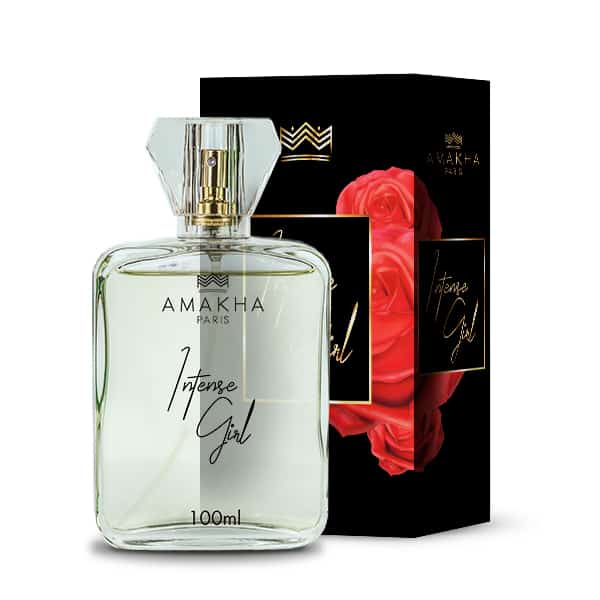 AMAKHA
PARIS
Intense
Girl
100ml
l
AMAKHA
PARIS
Intense
Girl